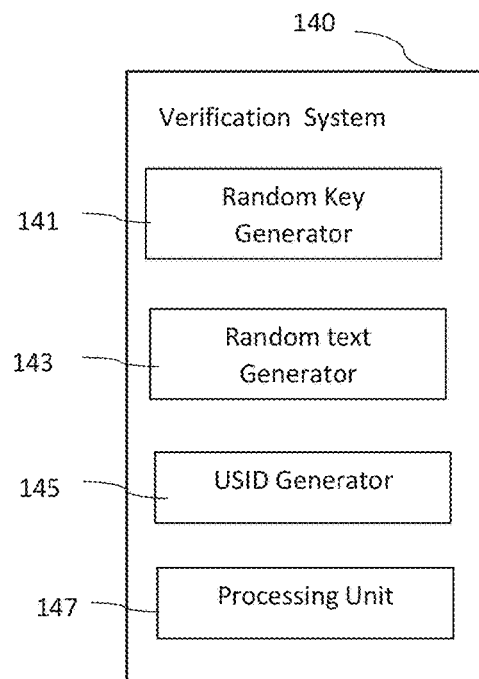 140
Verification System
Random Key
Generator
141
Random text
Generator
143
USID Generator
145
Processing Unit
147